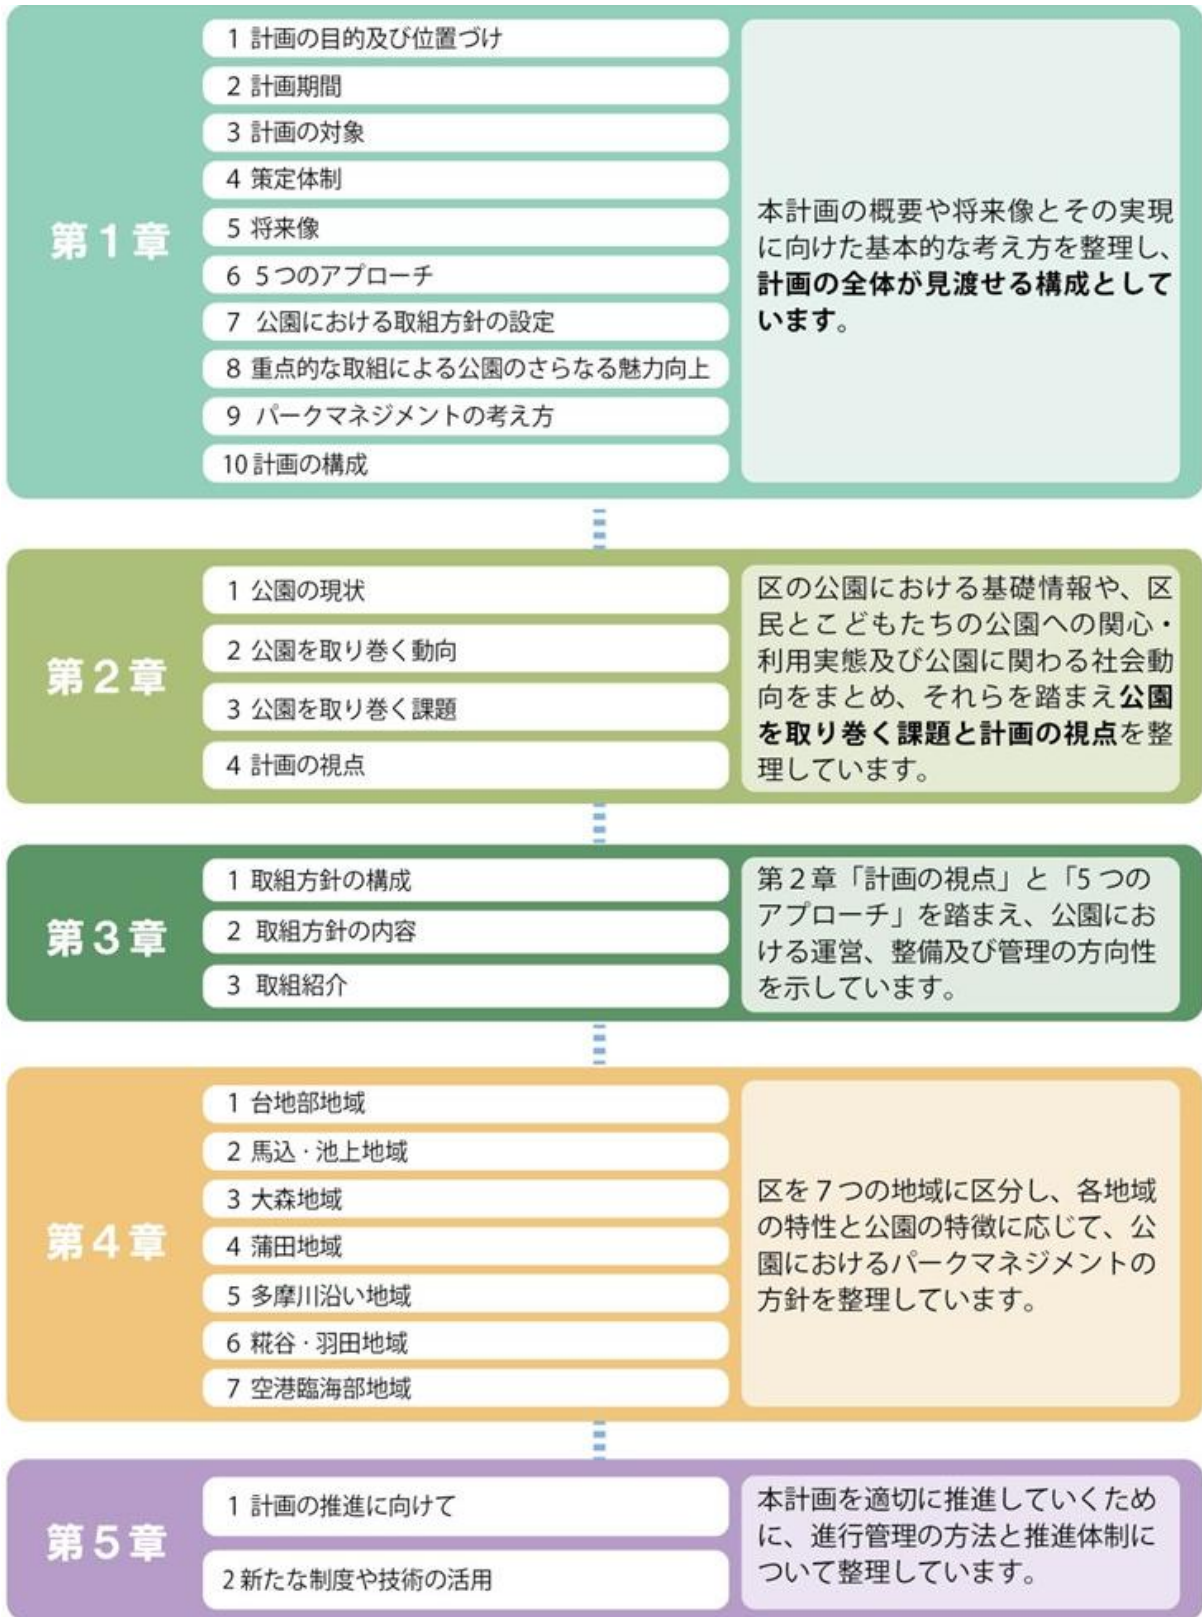 第1章
1 計画の目的及び位置づけ
2 計画期間
3 計画の対象
4 策定体制
5 将来像
6 5つのアプローチ
7 公園における取組方針の設定
8 重点的な取組による公園のさらなる魅力向上
9 パークマネジメントの考え方
10 計画の構成
本計画の概要や将来像とその実現
に向けた基本的な考え方を整理し、
計画の全体が見渡せる構成として
います。
第2章
1 公園の現状
2 公園を取り巻く動向
3 公園を取り巻く課題
4 計画の視点
区の公園における基礎情報や、区
民とこどもたちの公園への関心・
利用実態及び公園に関わる社会動
向をまとめ、それらを踏まえ公園
を取り巻く課題と計画の視点を整
理しています。
第3章
1 取組方針の構成
2 取組方針の内容
3 取組紹介
第2章「計画の視点」と「5つの
アプローチ」を踏まえ、公園にお
ける運営、整備及び管理の方向性
を示しています。
第4章
1 台地部地域
2 馬込・池上地域
3 大森地域
4 蒲田地域
5 多摩川沿い地域
6 糀谷・羽田地域
7 空港臨海部地域
区を7つの地域に区分し、各地域
の特性と公園の特徴に応じて、公
園におけるパークマネジメントの
方針を整理しています。
第5章
1 計画の推進に向けて
2 新たな制度や技術の活用
本計画を適切に推進していくため
に、進行管理の方法と推進体制に
ついて整理しています。